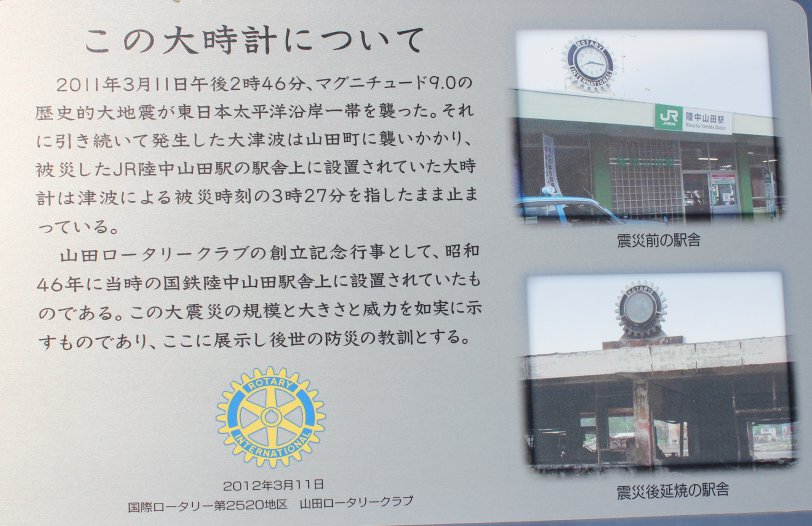 この大時計について
2011年3月11日午後2時46分、マグニチュード9.0の
歴史的大地震が東日本太平洋沿岸一帯を襲った。それ
に引き続いて発生した大津波は山田町に襲いかかり、
被災したJR陸中山田駅の駅舎上に設置されていた大時
計は津波による被災時刻の3時27分を指したまま止ま
っている。
山田ロータリークラブの創立記念行事として、昭和
46年に当時の国鉄陸中山田駅舎上に設置されていたも
のである。この大震災の規模と大きさと威力を如実に示
すものであり、ここに展示し後世の防災の教訓とする。
ROTARY
INTERNATIONAL
2012年3月11日
国際ロータリー第2520地区 山田ロータリークラブ
ROTARY
INTERNATIONAL
JR 陸中山田駅
Rikuchū-Yamada Station
震災前の駅舎
ROTARY
震災後延焼の駅舎